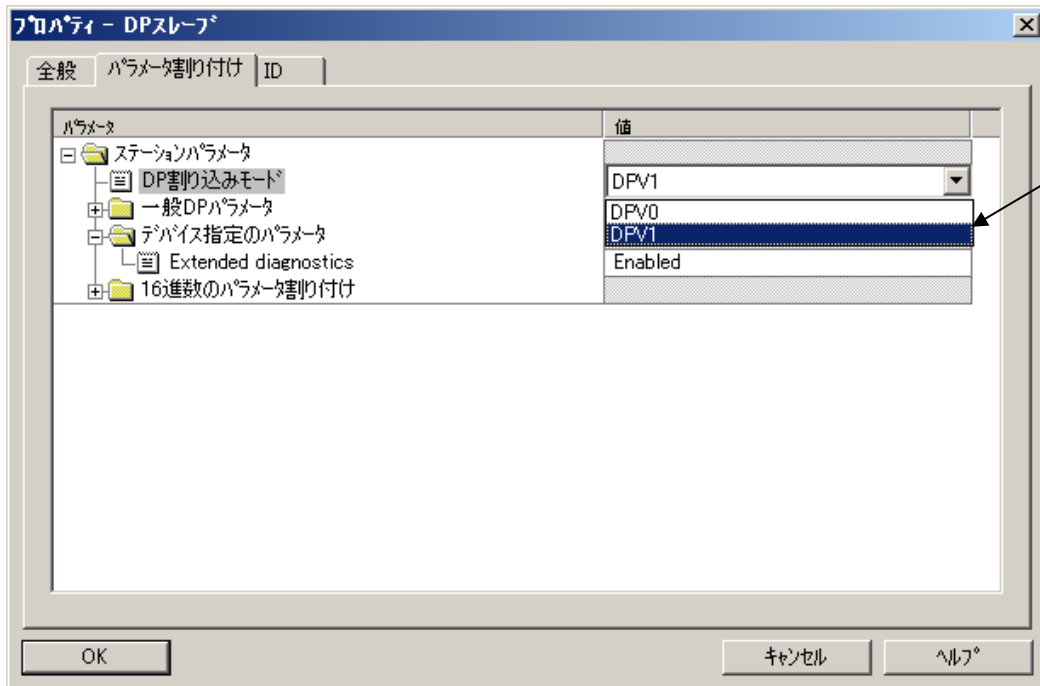 プロパティ - DPスレーブ
全般 パラメータ割り付け ID
パラメータ 値
ステーションパラメータ
DP割り込みモード DPV1
一般DPパラメータ DPV0
デバイス指定のパラメータ DPV1
Extended diagnostics Enabled
16進数のパラメータ割り付け
OK キャンセル ヘルプ